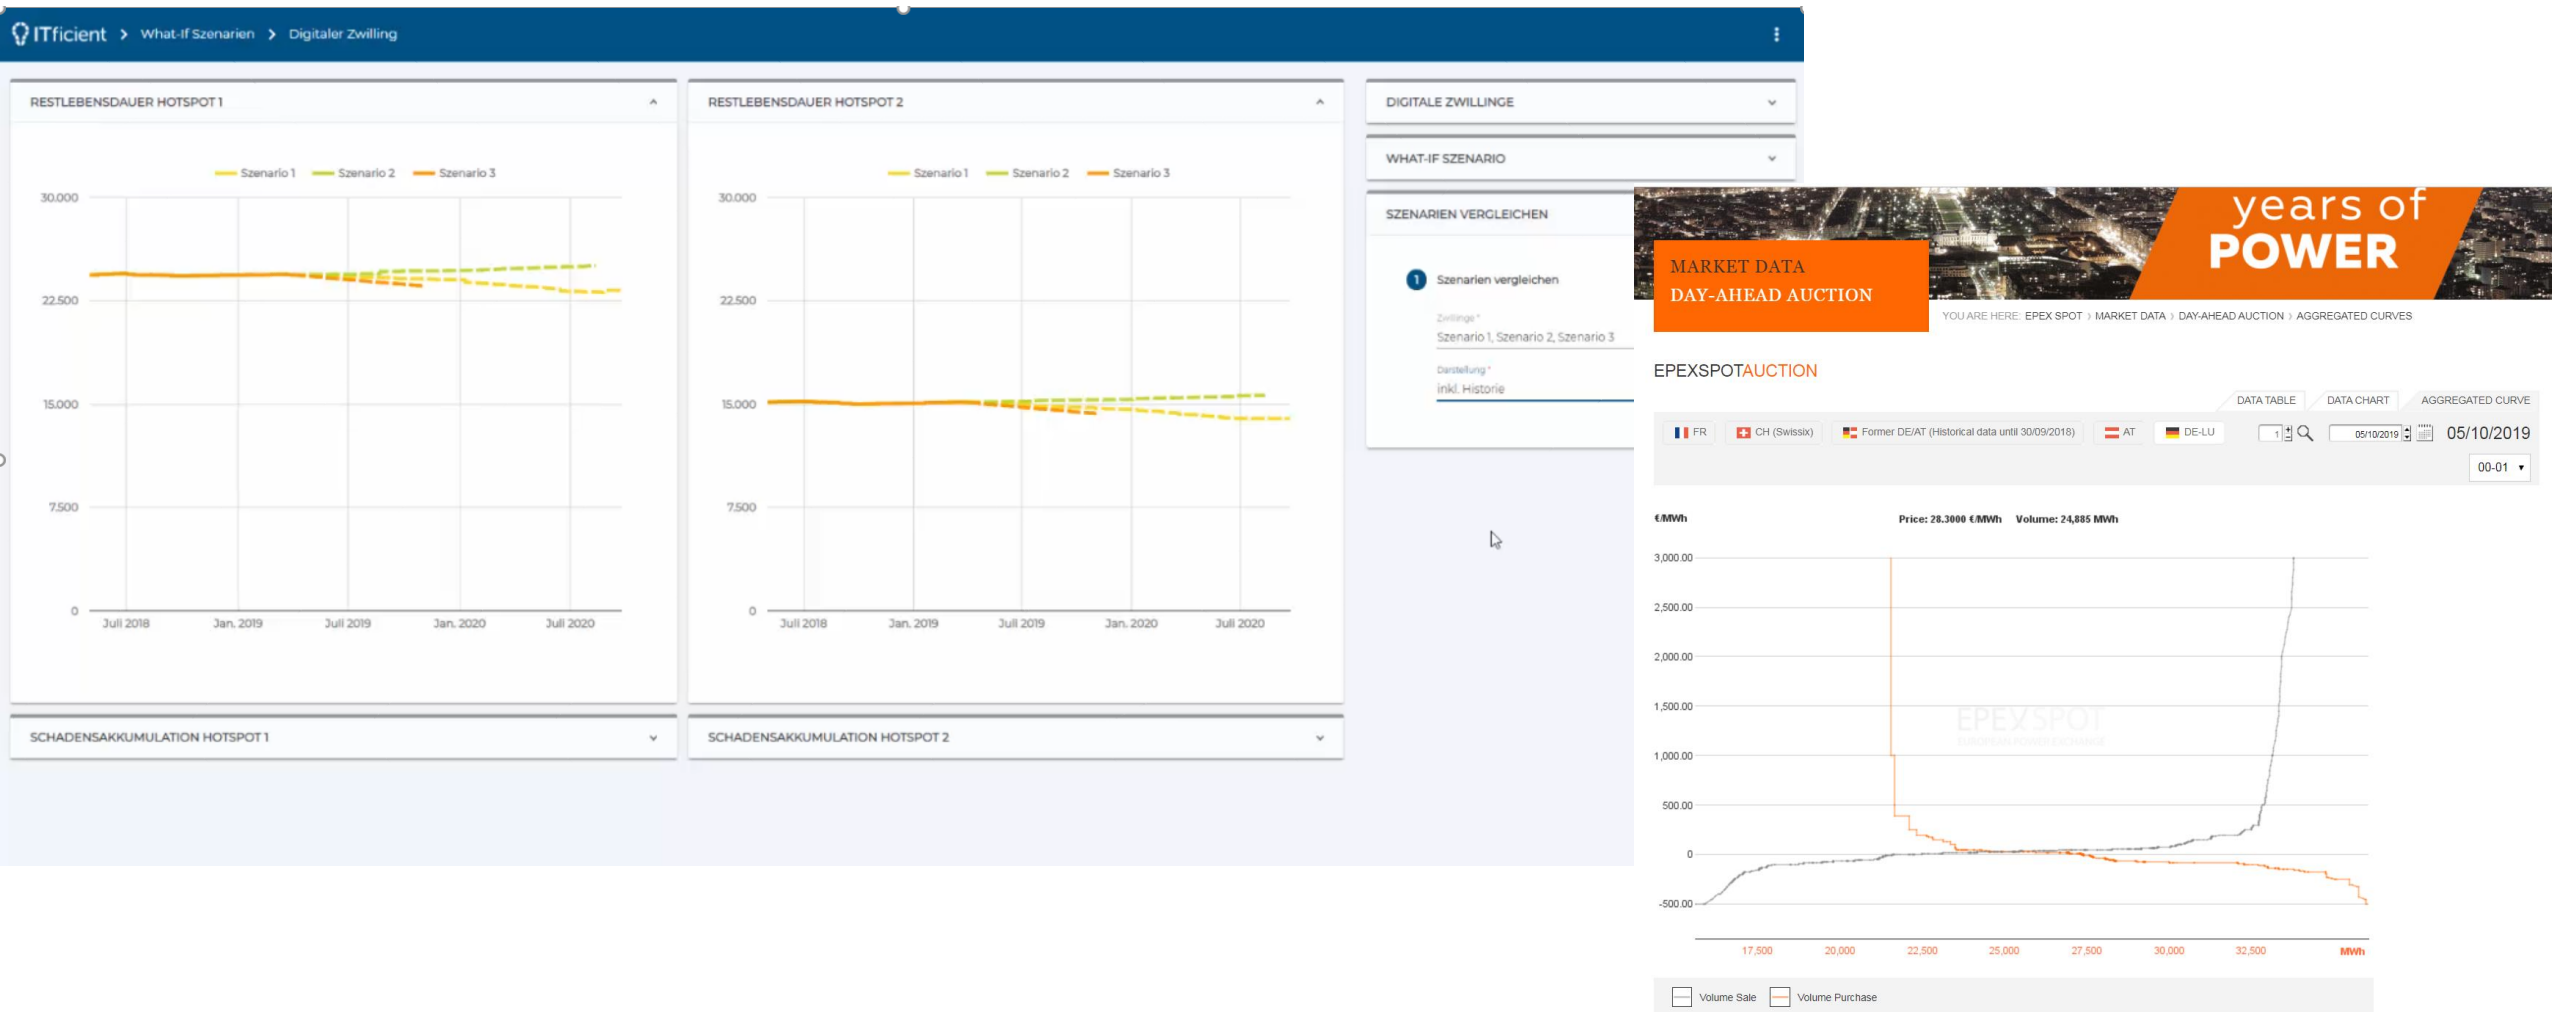 ITficient > What-If Szenarien > Digitaler Zwilling
RESTLEBENSDAUER HOTSPOT 1
Szenario 1 Szenario 2 Szenario 3
30.000
22.500
15.000
7.500
0
Juli 2018 Jan. 2019 Juli 2019 Jan. 2020 Juli 2020
SCHADENSAKKUMULATION HOTSPOT 1
RESTLEBENSDAUER HOTSPOT 2
Szenario 1 Szenario 2 Szenario 3
30.000
22.500
15.000
7.500
0
Juli 2018 Jan. 2019 Juli 2019 Jan. 2020 Juli 2020
SCHADENSAKKUMULATION HOTSPOT 2
DIGITALE ZWILLINGE
WHAT-IF SZENARIO
SZENARIEN VERGLEICHEN
1 Szenarien vergleichen
Zwillinge *
Szenario 1, Szenario 2, Szenario 3
Darstellung *
inkl. Historie
years of
POWER
MARKET DATA
DAY-AHEAD AUCTION
YOU ARE HERE: EPEX SPOT > MARKET DATA > DAY-AHEAD AUCTION > AGGREGATED CURVES
EPEXSPOTAUCTION
DATA TABLE DATA CHART AGGREGATED CURVE
FR CH (Swissix) Former DE/AT (Historical data until 30/09/2018) AT DE-LU 1 05/10/2019 05/10/2019
00-01
€/MWh Price: 28.3000 €/MWh Volume: 24,885 MWh
3,000.00
2,500.00
2,000.00
1,500.00
1,000.00
500.00
0
-500.00
EPEXSPOT
EUROPEAN POWER EXCHANGE
17,500 20,000 22,500 25,000 27,500 30,000 32,500 MWh
Volume Sale Volume Purchase